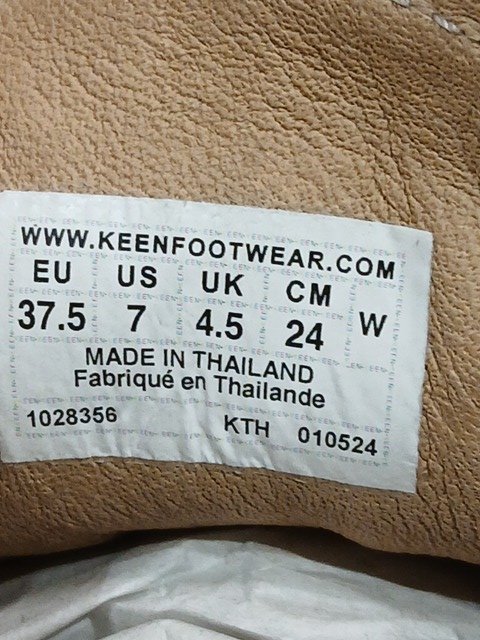 WWW.KEENFOOTWEAR.COM
EU US UK CM
37.5 7 4.5 24 W
MADE IN THAILAND
Fabriqué en Thailande
1028356 KTH 010524